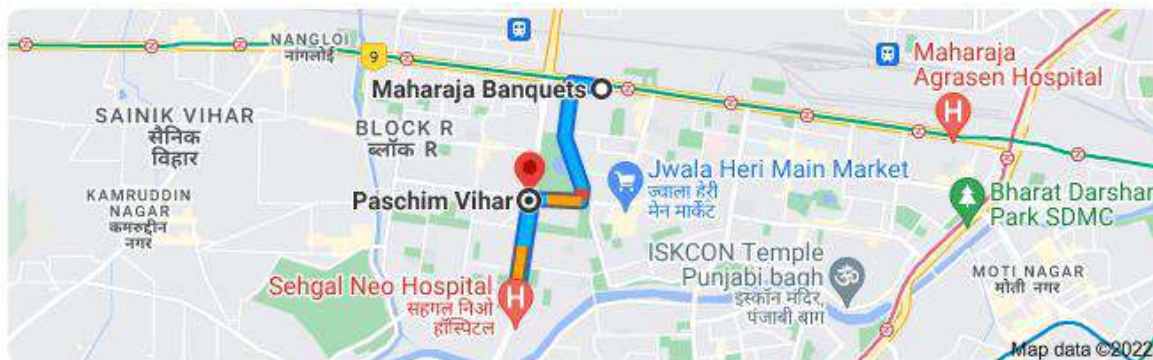 NANGLOI
नांगलोई
9
Maharaja
Agrasen Hospital
Maharaja Banquets
SAINIK VIHAR
सैनिक
विहार
BLOCK R
ब्लॉक R
Jwala Heri Main Market
ज्वाला हेरी
मेन मार्केट
KAMRUDDIN
NAGAR
कमरुद्दीन
नगर
Paschim Vihar
Bharat Darshan
Park SDMC
ISKCON Temple
Punjabi bagh
इस्कॉन मंदिर,
पंजाबी बाग
MOTI NAGAR
मोती नगर
Sehgal Neo Hospital
सहगल निओ
हॉस्पिटल
Map data ©2022